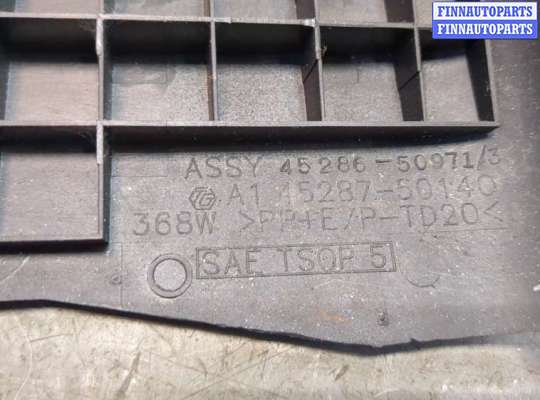 FINNAUTOPARTS
FINNAUTOPARTS
ASSY 45286-50971/3
A1 45287-50140
368W >PP+E/P-TD20<
SAE TSOP 5